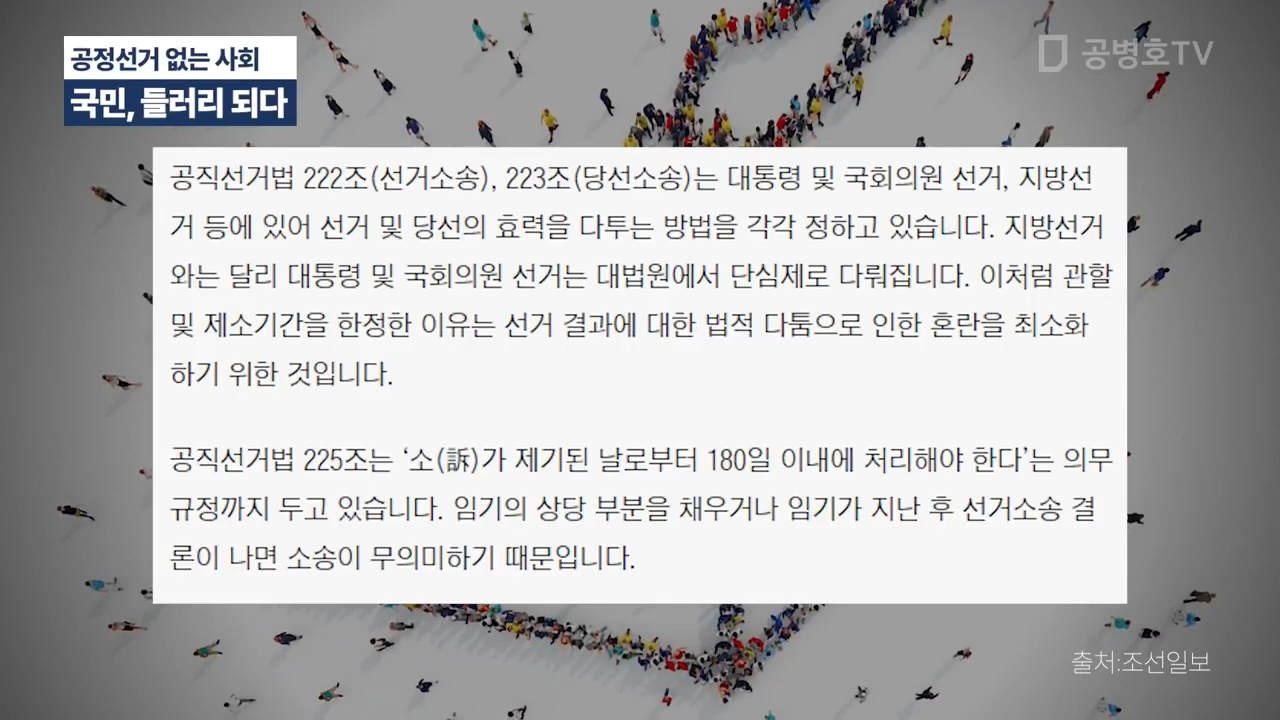 공정선거 없는 사회
국민, 들러리 되다
공병호TV
공직선거법 222조(선거소송), 223조(당선소송)는 대통령 및 국회의원 선거, 지방선
거 등에 있어 선거 및 당선의 효력을 다투는 방법을 각각 정하고 있습니다. 지방선거
와는 달리 대통령 및 국회의원 선거는 대법원에서 단심제로 다뤄집니다. 이처럼 관할
및 제소기간을 한정한 이유는 선거 결과에 대한 법적 다툼으로 인한 혼란을 최소화
하기 위한 것입니다.
공직선거법 225조는 ‘소(訴)가 제기된 날로부터 180일 이내에 처리해야 한다’는 의무
규정까지 두고 있습니다. 임기의 상당 부분을 채우거나 임기가 지난 후 선거소송 결
론이 나면 소송이 무의미하기 때문입니다.
출처:조선일보